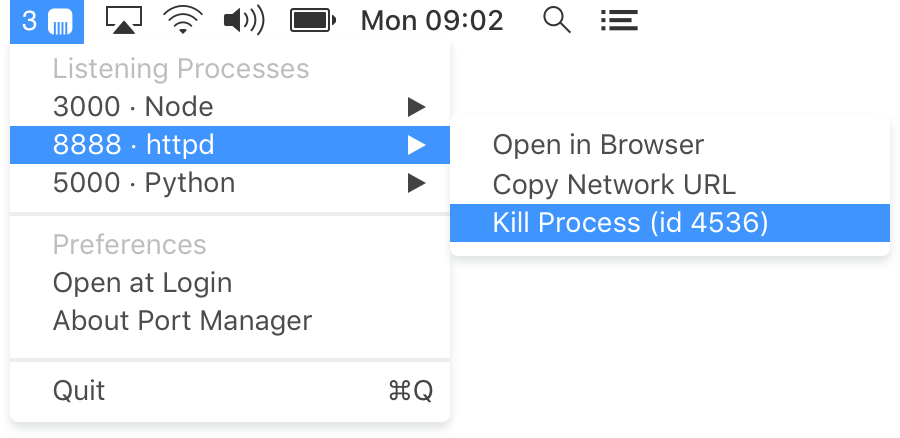 3
Mon 09:02
Listening Processes
3000 · Node
8888 · httpd
5000 · Python
Open in Browser
Copy Network URL
Kill Process (id 4536)
Preferences
Open at Login
About Port Manager
Quit ⌘Q